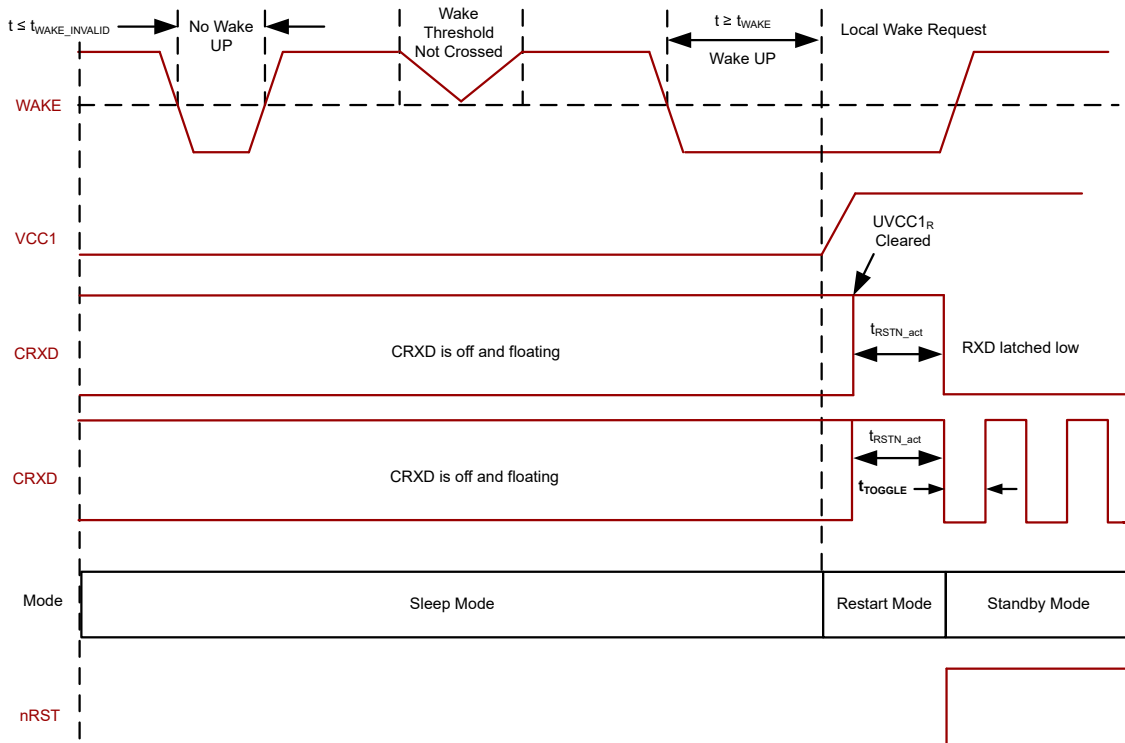 t ≤ tWAKE_INVALID
No Wake
UP
Wake
Threshold
Not Crossed
t ≥ tWAKE
Wake UP
Local Wake Request
WAKE
VCC1
UVCC1R
Cleared
CRXD
CRXD is off and floating
tRSTN_act
RXD latched low
CRXD
CRXD is off and floating
tRSTN_act
tTOGGLE
Mode
Sleep Mode
Restart Mode
Standby Mode
nRST